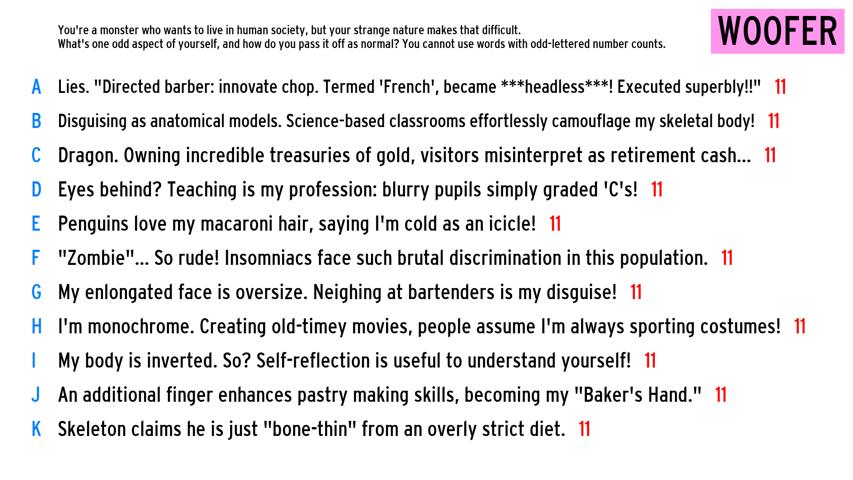 You're a monster who wants to live in human society, but your strange nature makes that difficult.
What's one odd aspect of yourself, and how do you pass it off as normal? You cannot use words with odd-lettered number counts.
WOOFER
A Lies. "Directed barber: innovate chop. Termed 'French', became ***headless***! Executed superbly!!" 11
B Disguising as anatomical models. Science-based classrooms effortlessly camouflage my skeletal body! 11
C Dragon. Owning incredible treasuries of gold, visitors misinterpret as retirement cash... 11
D Eyes behind? Teaching is my profession: blurry pupils simply graded 'C's! 11
E Penguins love my macaroni hair, saying I'm cold as an icicle! 11
F "Zombie"... So rude! Insomniacs face such brutal discrimination in this population. 11
G My enlongated face is oversize. Neighing at bartenders is my disguise! 11
H I'm monochrome. Creating old-timey movies, people assume I'm always sporting costumes! 11
I My body is inverted. So? Self-reflection is useful to understand yourself! 11
J An additional finger enhances pastry making skills, becoming my "Baker's Hand." 11
K Skeleton claims he is just "bone-thin" from an overly strict diet. 11